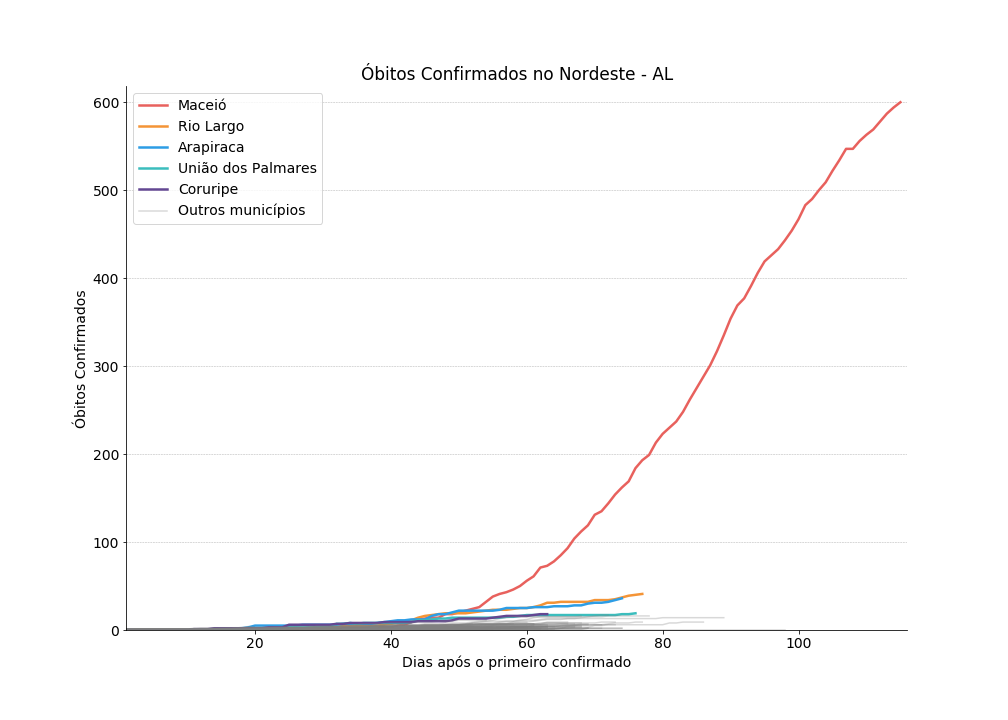 Óbitos Confirmados no Nordeste - AL
Maceió
Rio Largo
Arapiraca
União dos Palmares
Coruripe
Outros municípios
600
500
400
300
200
100
0
Óbitos Confirmados
20
40
60
80
100
Dias após o primeiro confirmado